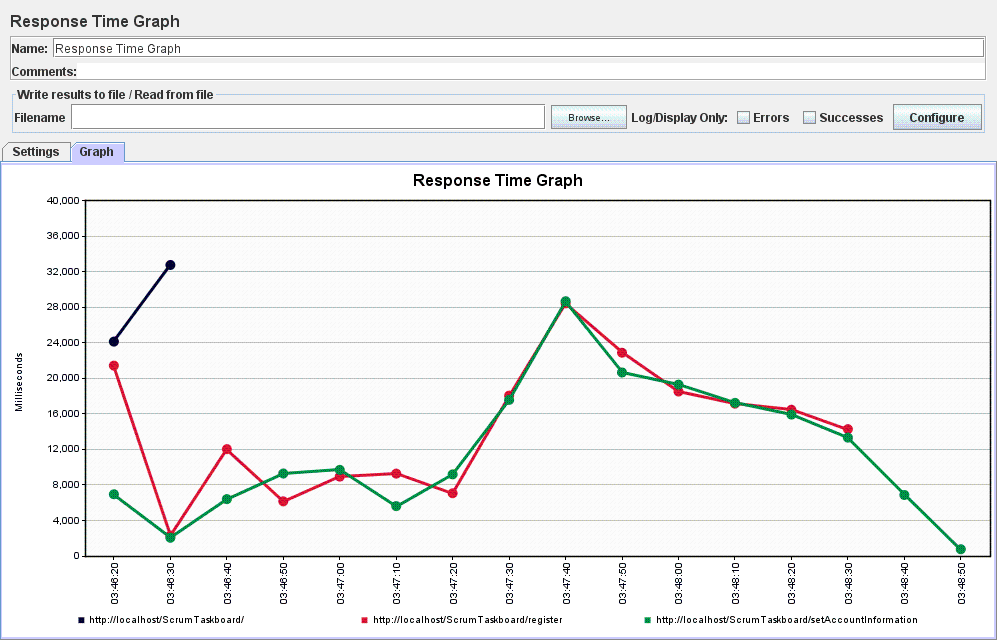 Response Time Graph
Name: Response Time Graph
Comments:
Write results to file / Read from file
Filename Browse... Log/Display Only: Errors Successes Configure
Settings Graph
Response Time Graph
40,000
36,000
32,000
28,000
24,000
20,000
16,000
12,000
8,000
4,000
0
Milliseconds
03:46:20 03:46:30 03:46:40 03:46:50 03:47:00 03:47:10 03:47:20 03:47:30 03:47:40 03:47:50 03:48:00 03:48:10 03:48:20 03:48:30 03:48:40 03:48:50
http://localhost/ScrumTaskboard/ http://localhost/ScrumTaskboard/register http://localhost/ScrumTaskboard/setAccountInformation